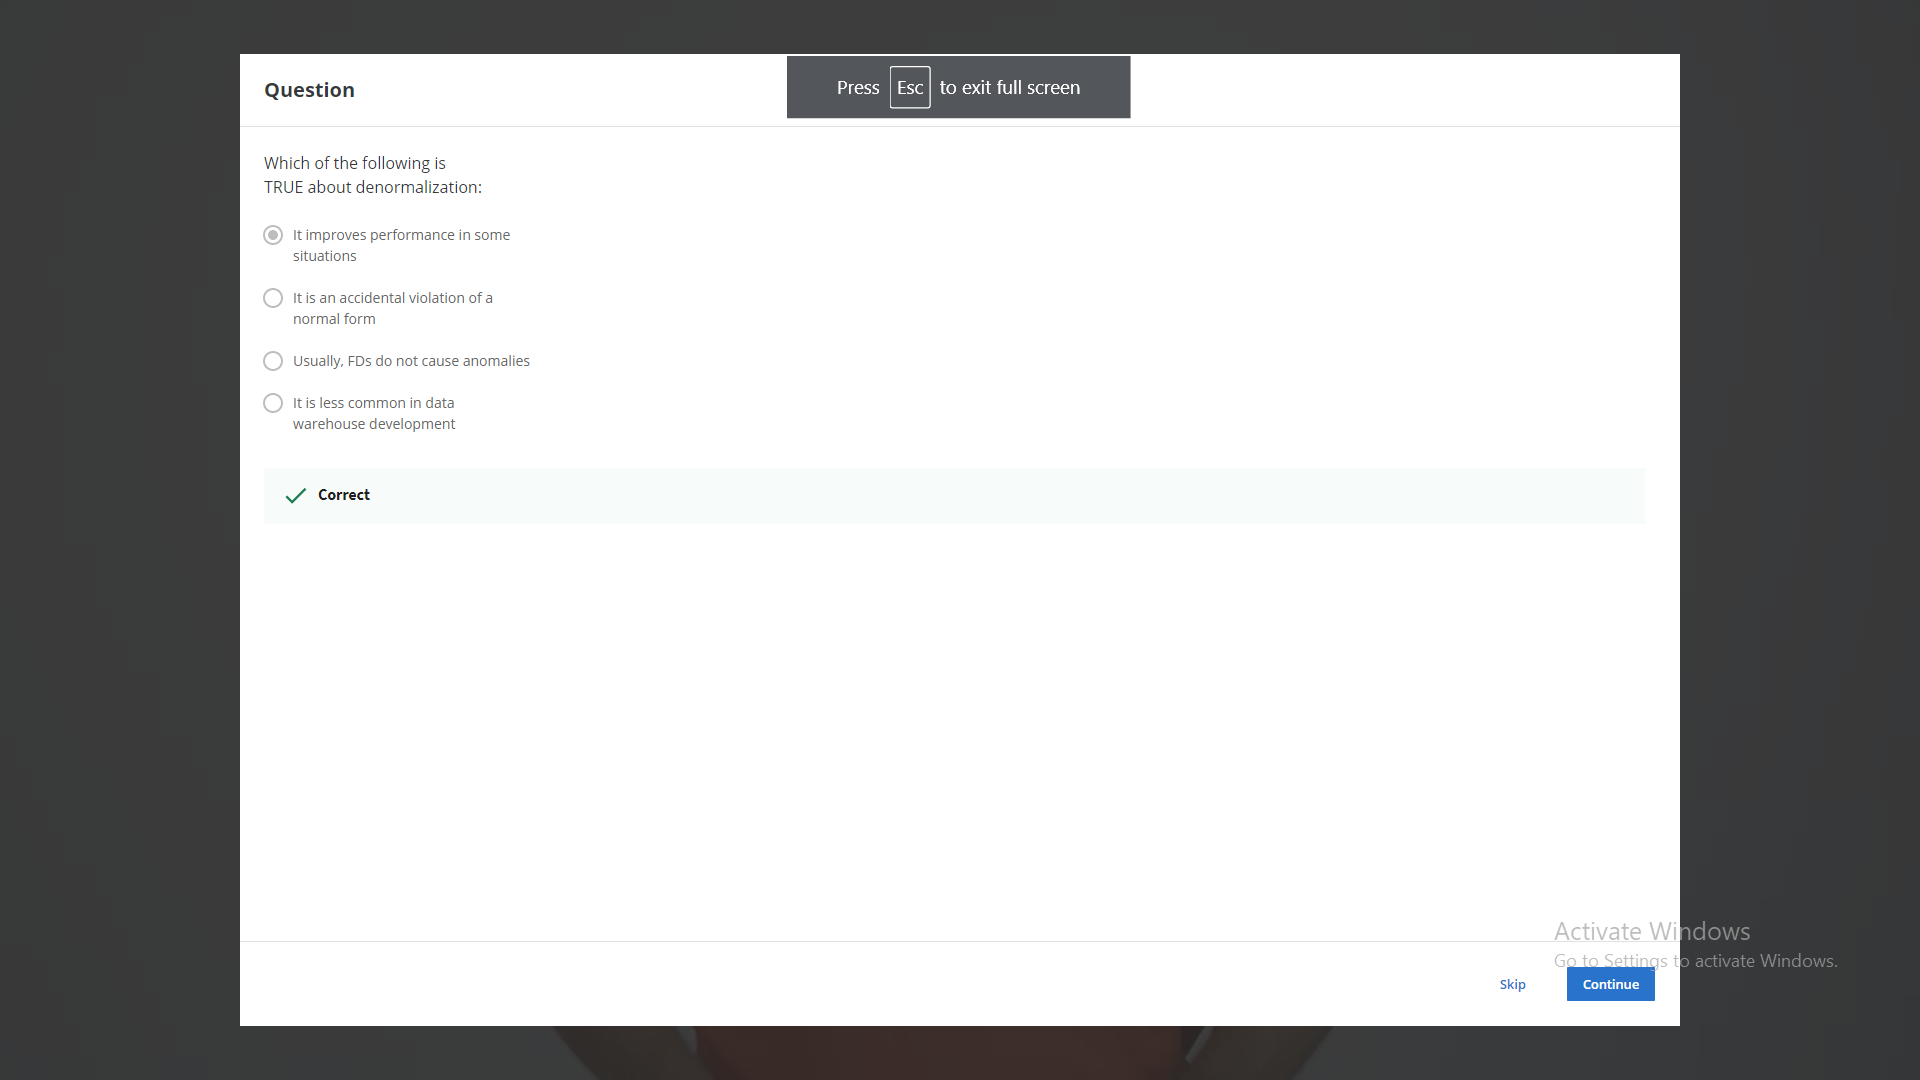 Question
Press Esc to exit full screen
Which of the following is
TRUE about denormalization:
It improves performance in some
situations
It is an accidental violation of a
normal form
Usually, FDs do not cause anomalies
It is less common in data
warehouse development
Correct
Activate Windows
Go to Settings to activate Windows.
Skip
Continue